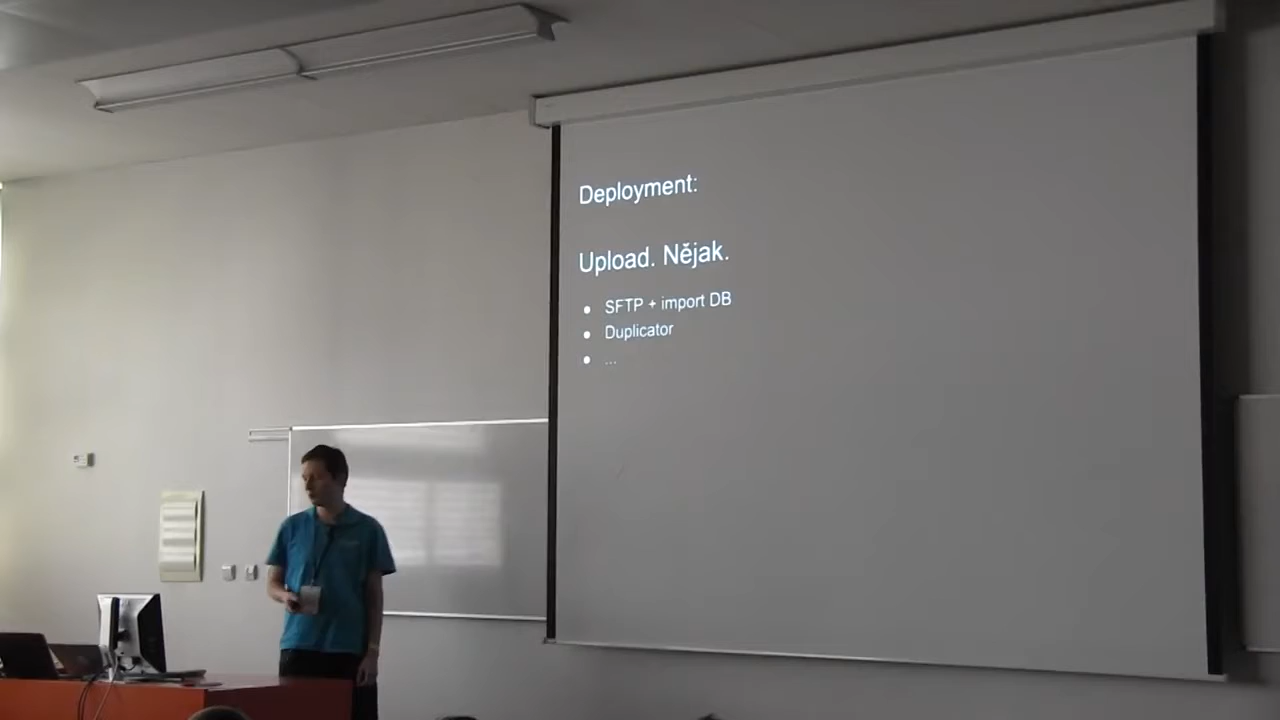 Deployment:
Upload. Nějak.
SFTP + import DB
Duplicator
...